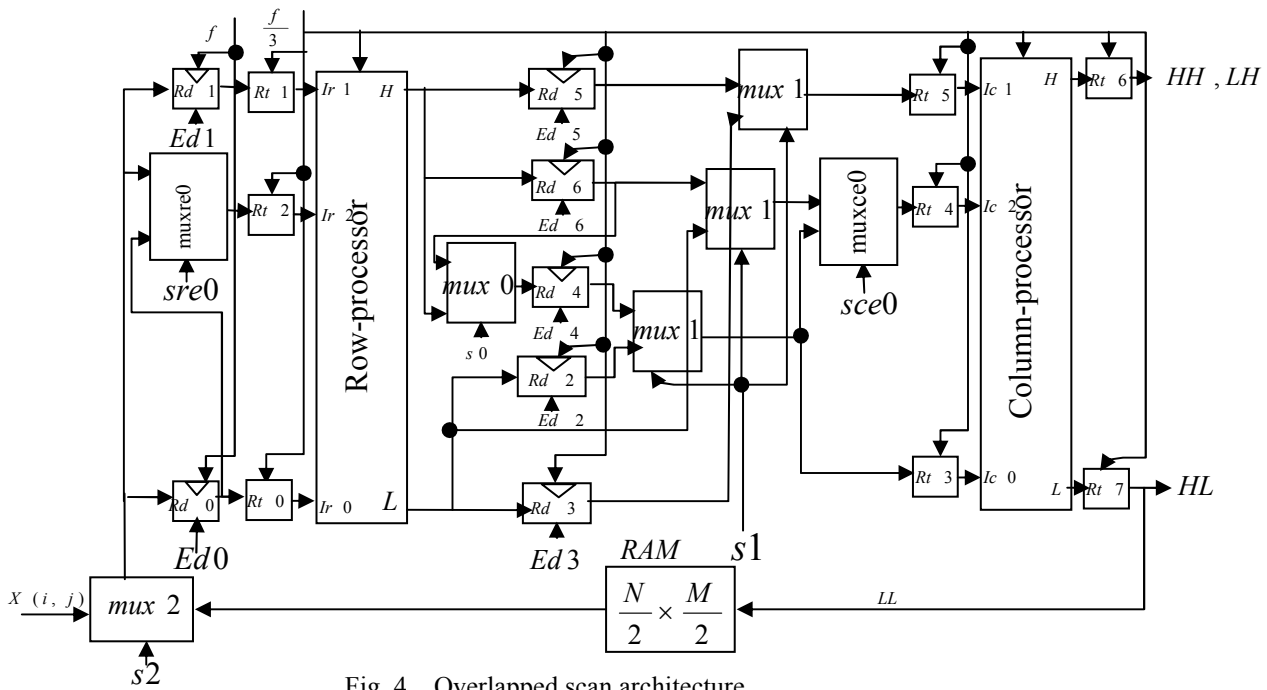 f
f
3
Rd 1
Rt 1
Ir 1
H
Ed 1
muxre0
Rt 2
Ir 2
sre0
Row-processor
Rd 0
Rt 0
Ir 0
L
Ed 0
Rd 5
Ed 5
Rd 6
Ed 6
mux 0
s 0
Rd 4
Ed 4
Rd 2
Ed 2
Rd 3
Ed 3
mux 1
mux 1
mux 1
s1
muxce0
sce0
Rt 5
Ic 1
Rt 4
Ic 2
Rt 3
Ic 0
Column-processor
H
Rt 6
HH , LH
L
Rt 7
HL
X (i, j)
mux 2
s2
RAM
N/2 × M/2
LL
Fig. 4 Overlapped scan architecture